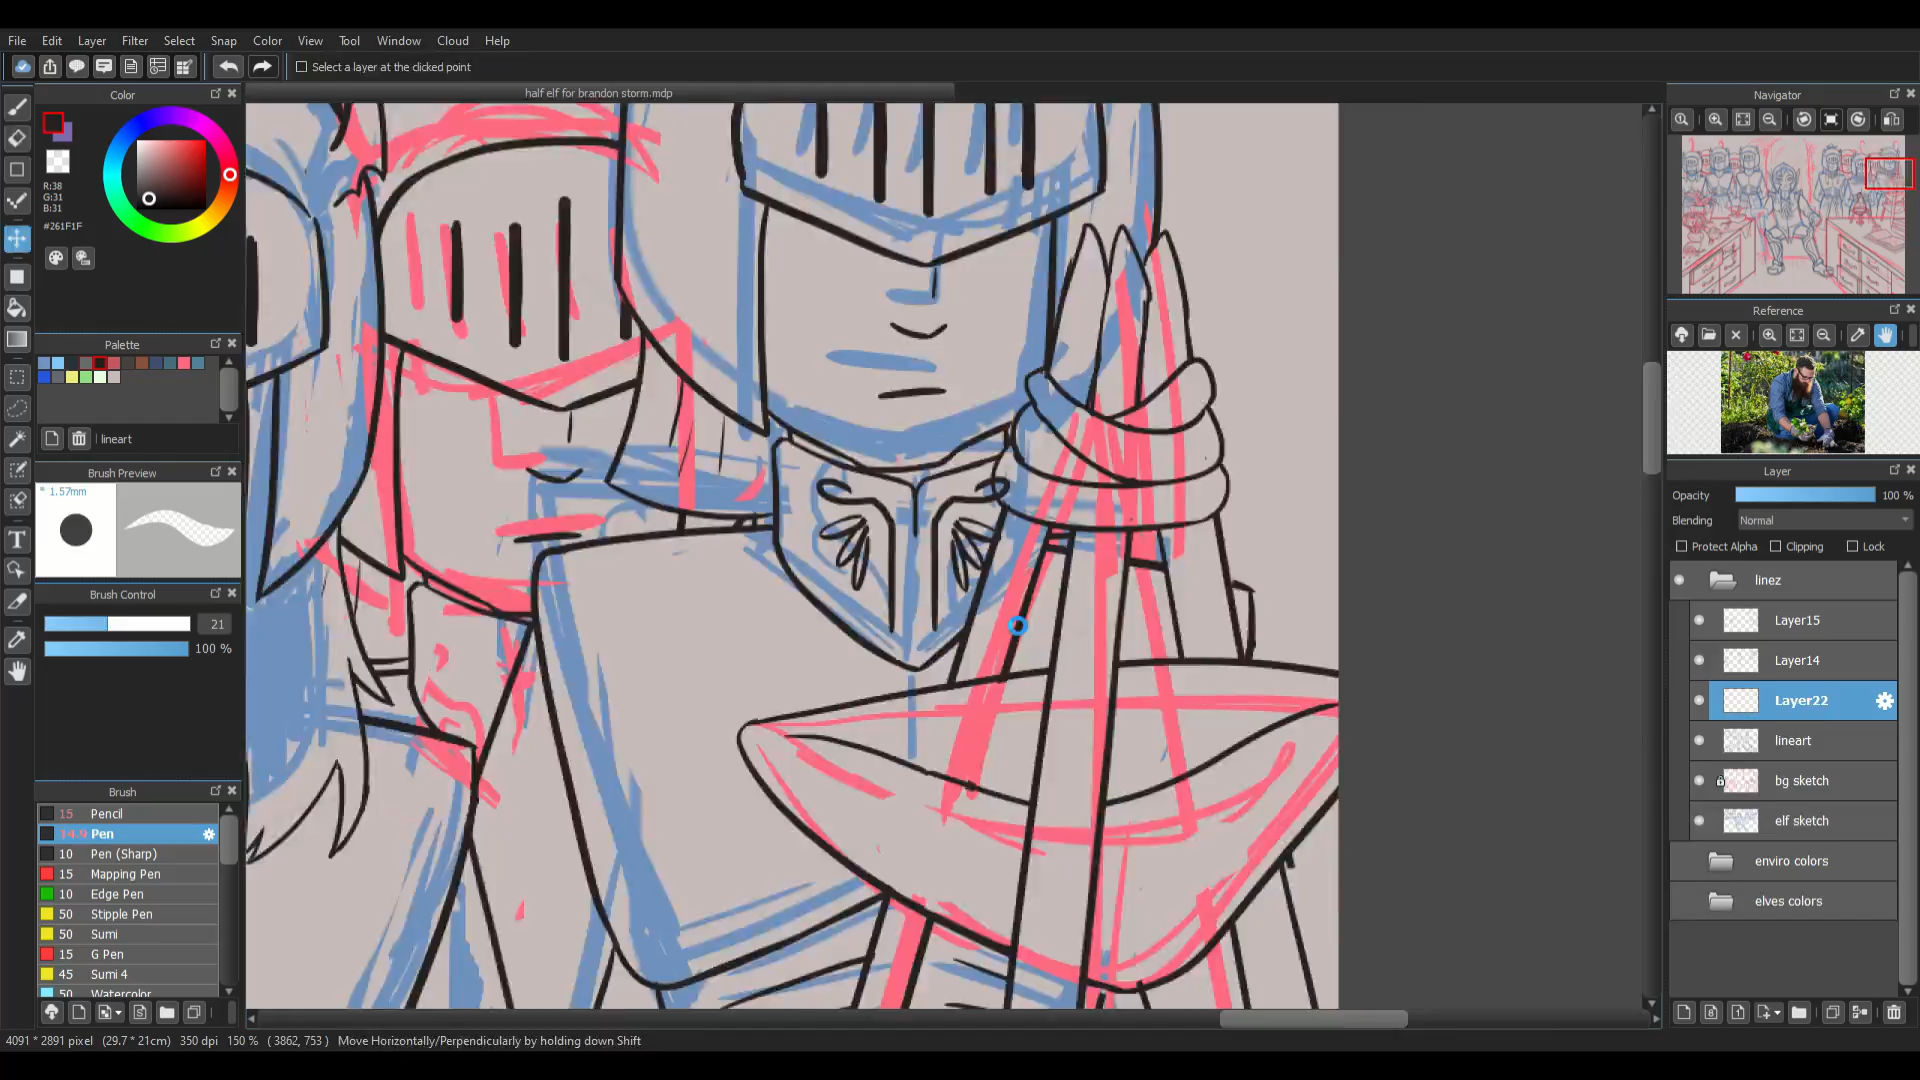 File Edit Layer Filter Select Snap Color View Tool Window Cloud Help
Select a layer at the clicked point
Color
half elf for brandon storm.mdp
Navigator
R:38
G:31
B:31
#261F1F
Reference
Palette
lineart
Brush Preview
* 1.57mm
Layer
Opacity 100 %
Blending Normal
Protect Alpha Clipping Lock
linez
Brush Control
21
100 %
Layer15
Layer14
Layer22
lineart
bg sketch
elf sketch
enviro colors
elves colors
Brush
15 Pencil
14.9 Pen
10 Pen (Sharp)
15 Mapping Pen
10 Edge Pen
50 Stipple Pen
50 Sumi
15 G Pen
45 Sumi 4
50 Watercolor
4091 * 2891 pixel (29.7 * 21cm) 350 dpi 150 % ( 3862, 753 ) Move Horizontally/Perpendicularly by holding down Shift